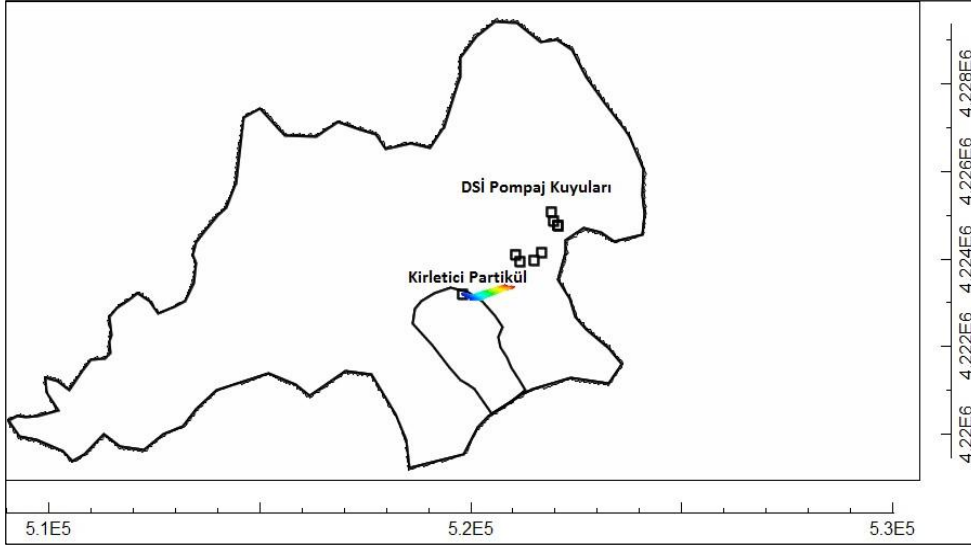 DSİ Pompaj Kuyuları
Kirletici Partikül
4.228E6
4.226E6
4.224E6
4.222E6
4.22E6
5.1E5
5.2E5
5.3E5